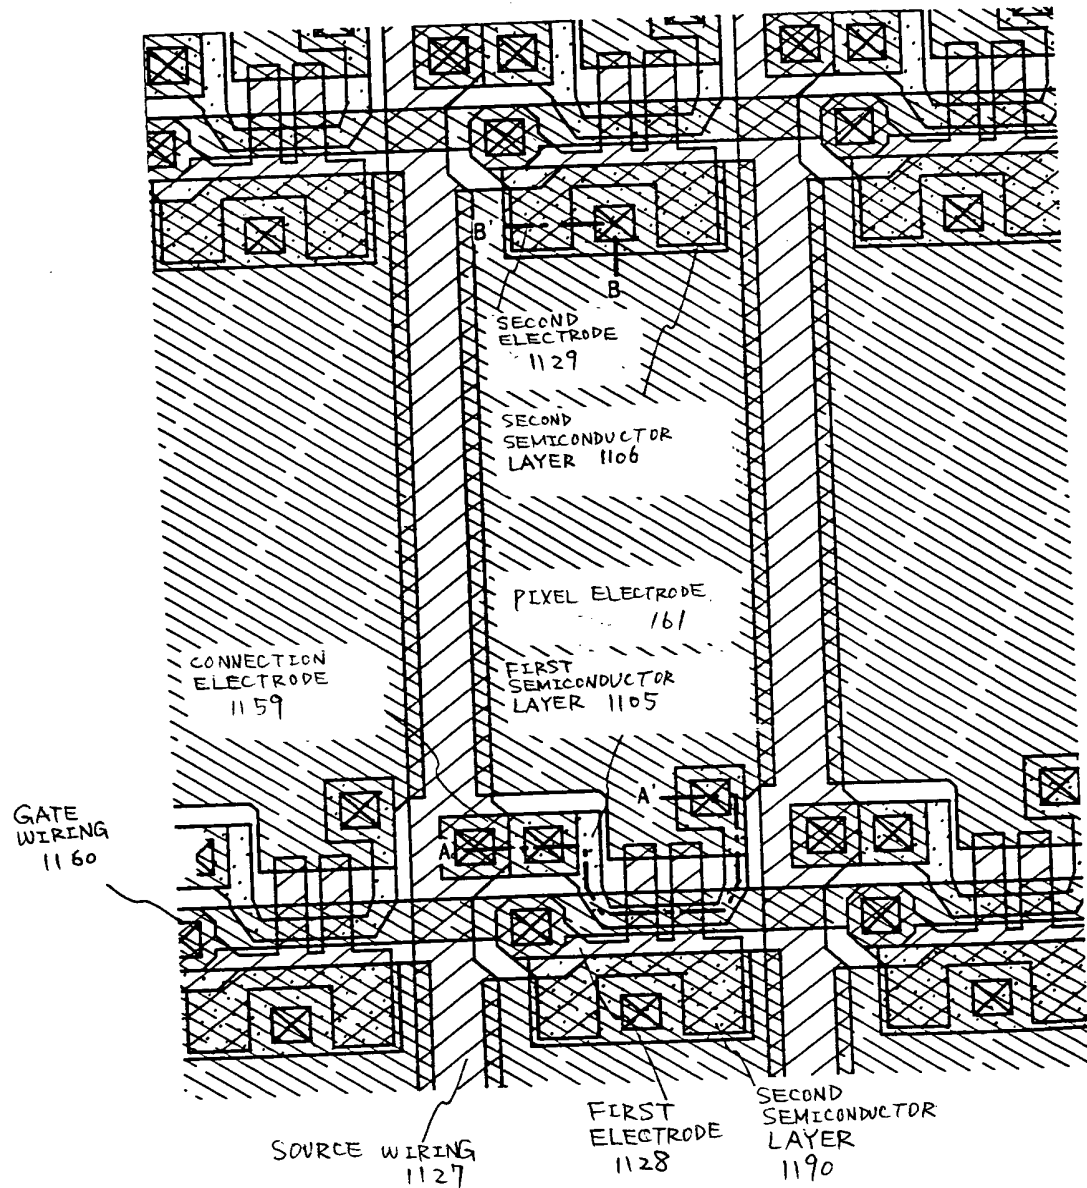 B'
B
SECOND
ELECTRODE
1129
SECOND
SEMICONDUCTOR
LAYER 1106
PIXEL ELECTRODE
161
CONNECTION
ELECTRODE
1159
FIRST
SEMICONDUCTOR
LAYER 1105
A'
GATE
WIRING
1160
A
FIRST
ELECTRODE
1128
SECOND
SEMICONDUCTOR
LAYER
1190
SOURCE WIRING
1127